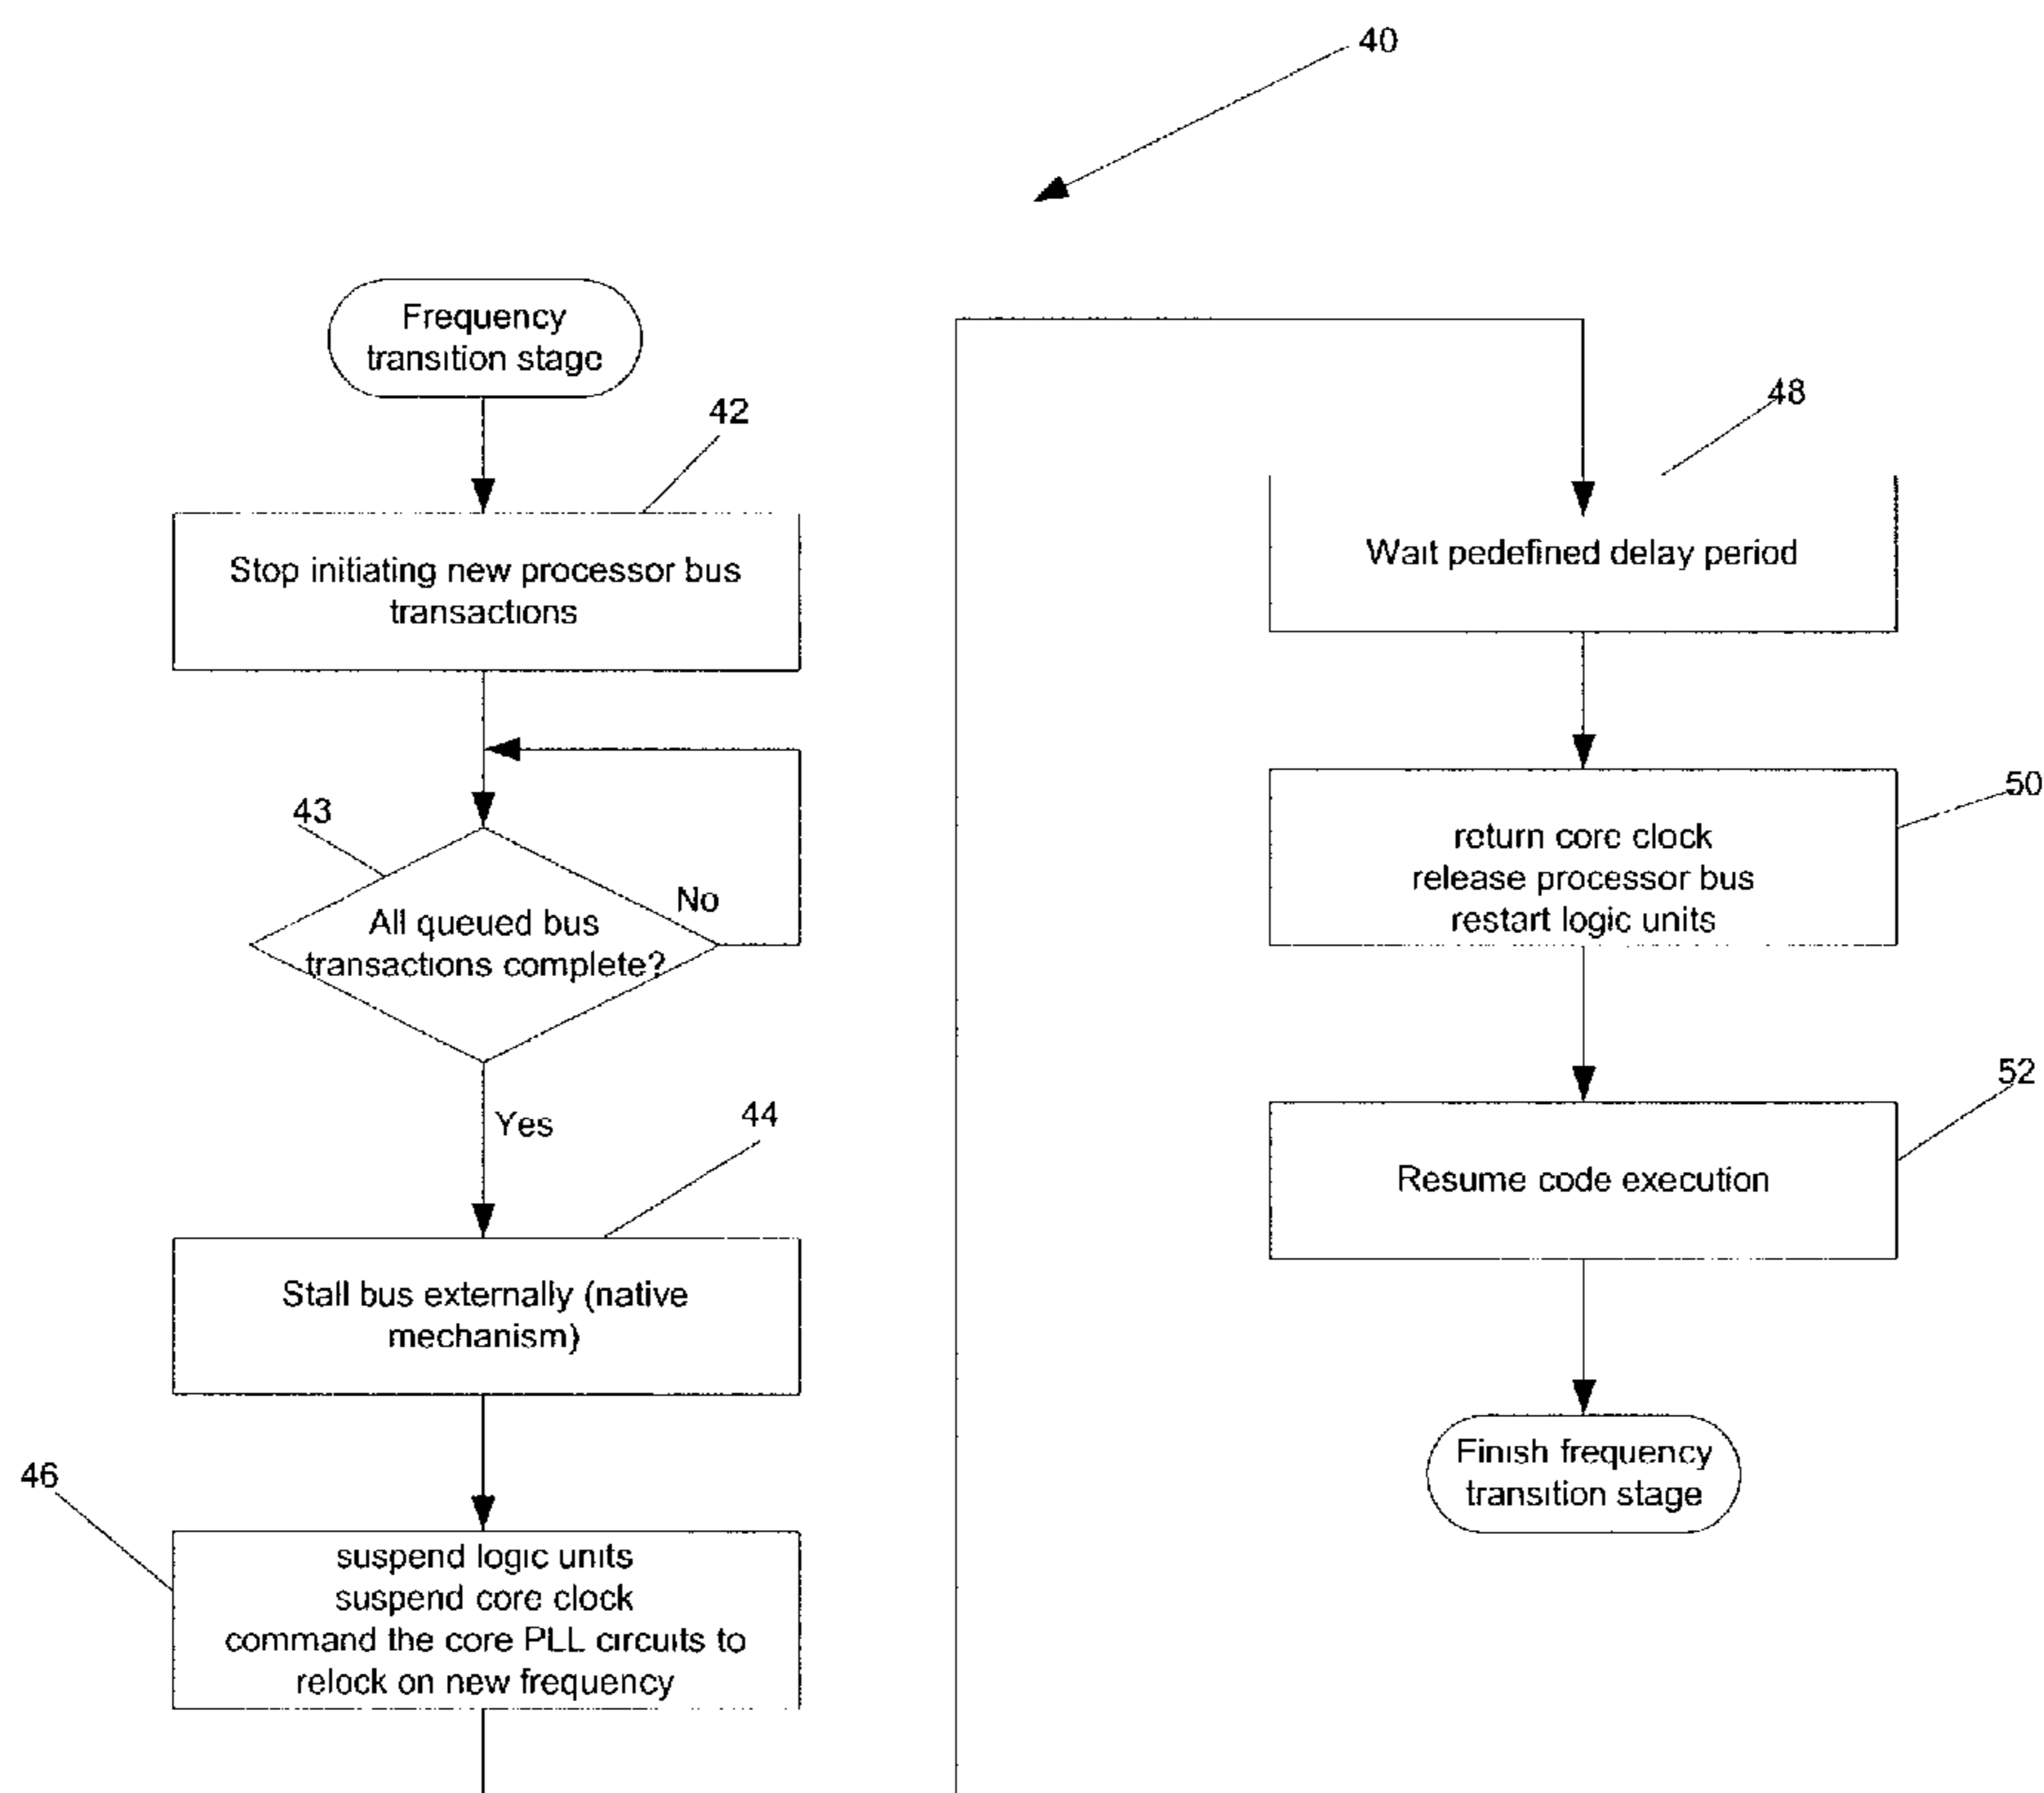 40
Frequency
transition stage
42
Stop initiating new processor bus
transactions
43
All queued bus
transactions complete?
No
Yes
44
Stall bus externally (native
mechanism)
46
suspend logic units
suspend core clock
command the core PLL circuits to
relock on new frequency
48
Wait pedefined delay period
50
return core clock
release processor bus
restart logic units
52
Resume code execution
Finish frequency
transition stage